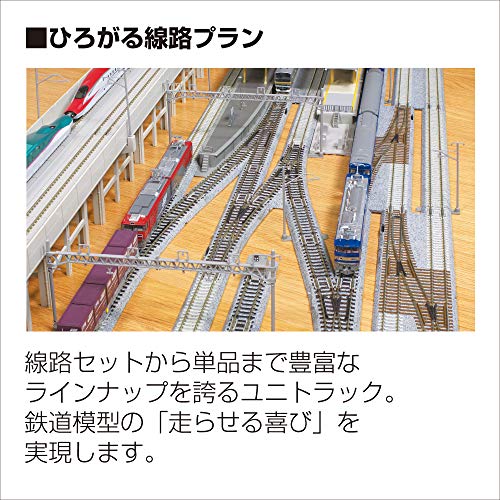 ■ひろがる線路プラン
線路セットから単品まで豊富な
ラインナップを誇るユニトラック。
鉄道模型の「走らせる喜び」を
実現します。